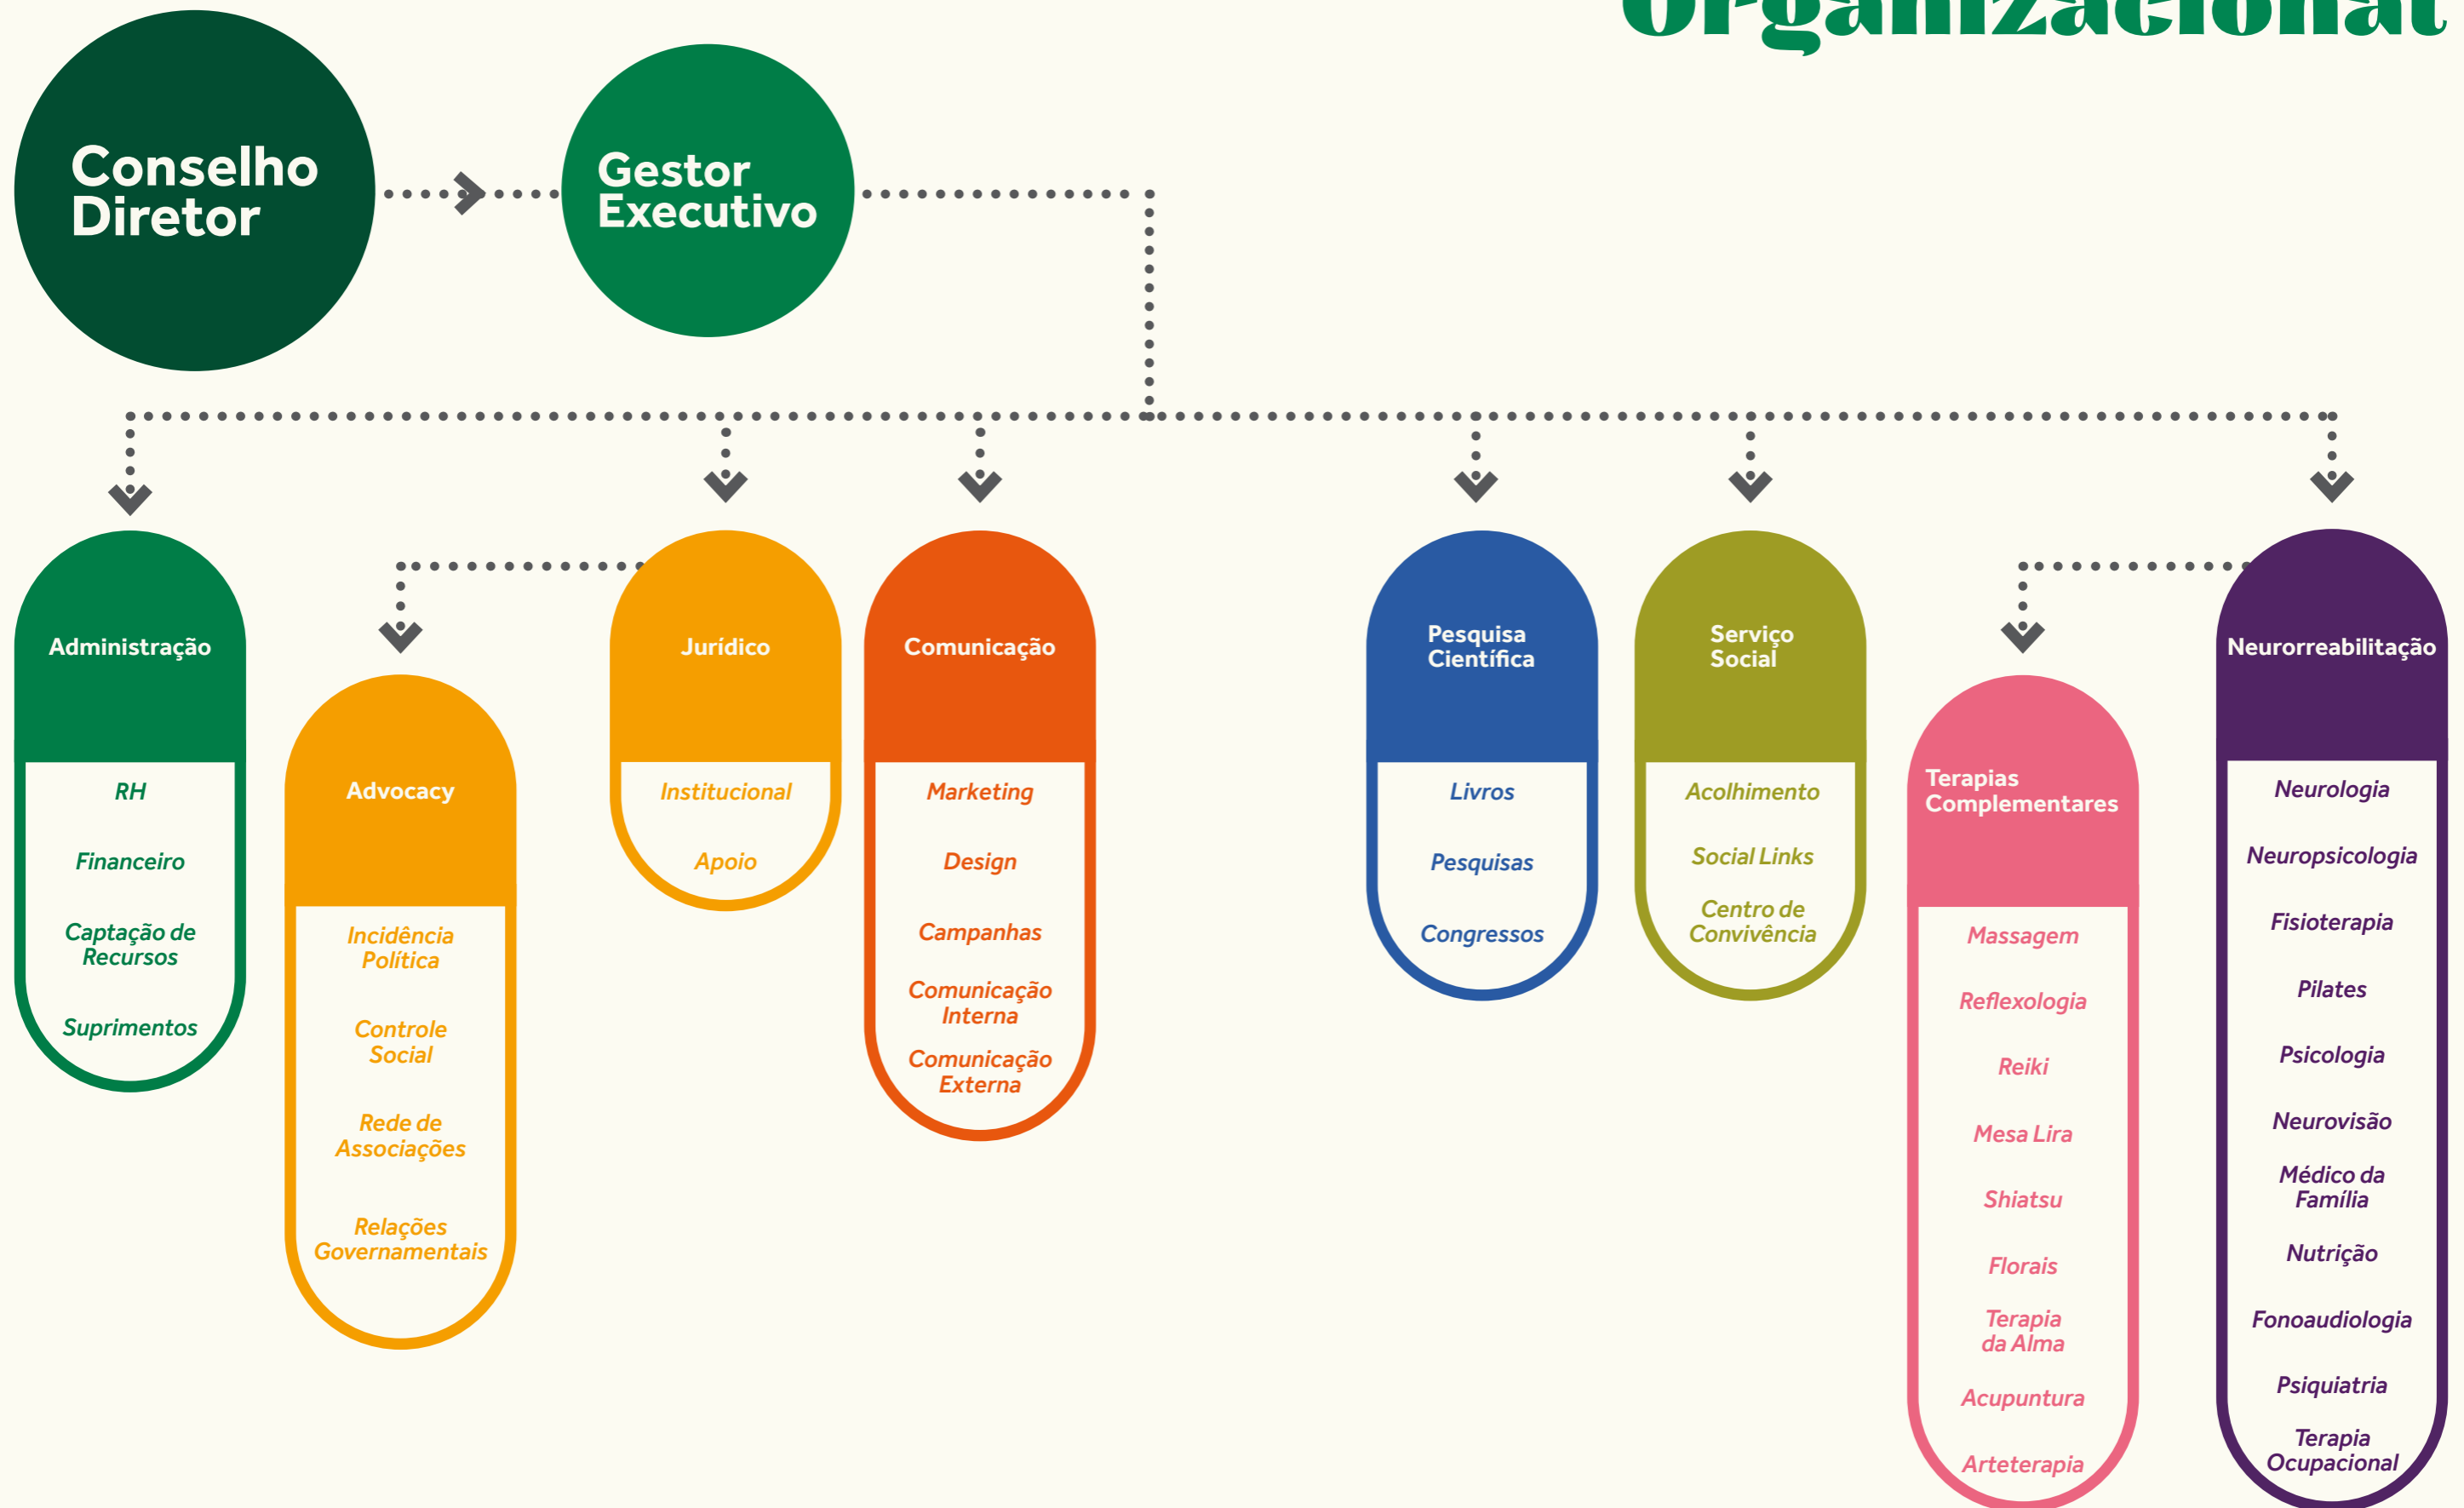 Organizacional
Conselho
Diretor
Gestor
Executivo
Administração
RH
Financeiro
Captação de
Recursos
Suprimentos
Advocacy
Incidência
Política
Controle
Social
Rede de
Associações
Relações
Governamentais
Jurídico
Institucional
Apoio
Comunicação
Marketing
Design
Campanhas
Comunicação
Interna
Comunicação
Externa
Pesquisa
Científica
Livros
Pesquisas
Congressos
Serviço
Social
Acolhimento
Social Links
Centro de
Convivência
Terapias
Complementares
Massagem
Reflexologia
Reiki
Mesa Lira
Shiatsu
Florais
Terapia
da Alma
Acupuntura
Arteterapia
Neurorreabilitação
Neurologia
Neuropsicologia
Fisioterapia
Pilates
Psicologia
Neurovisão
Médico da
Família
Nutrição
Fonoaudiologia
Psiquiatria
Terapia
Ocupacional